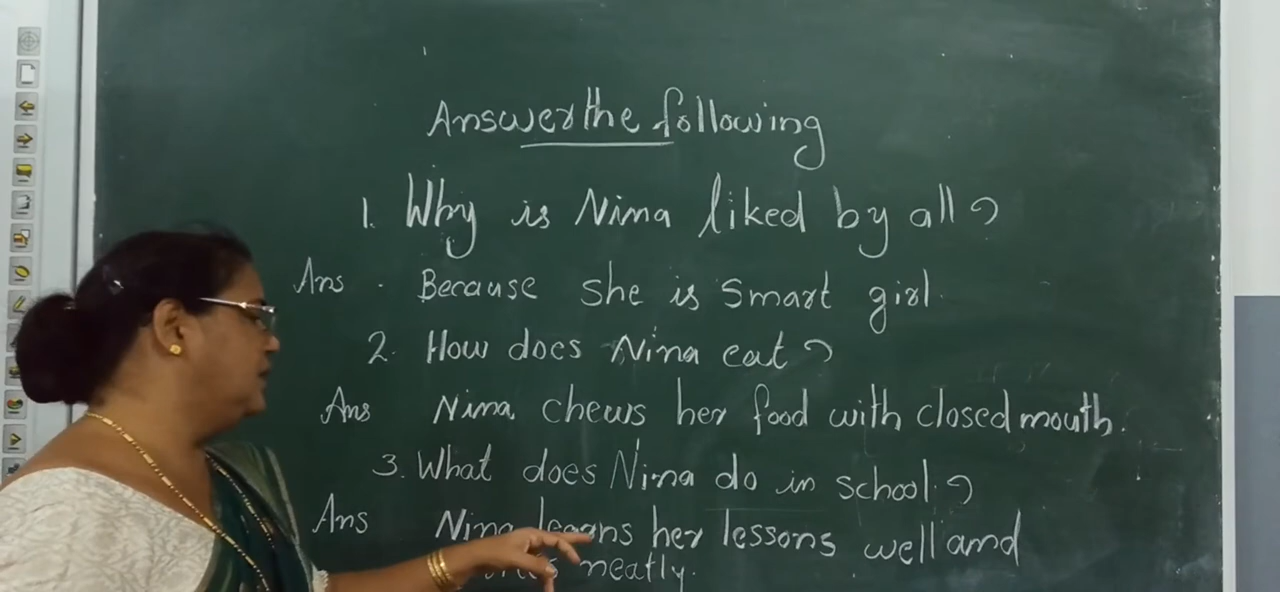 Answer the following
1. Why is Nina liked by all?
Ans . Because she is smart girl.
2. How does Nina eat?
Ans Nina chews her food with closed mouth.
3. What does Nina do in school.?
Ans Nina her lessons well and
neatly.